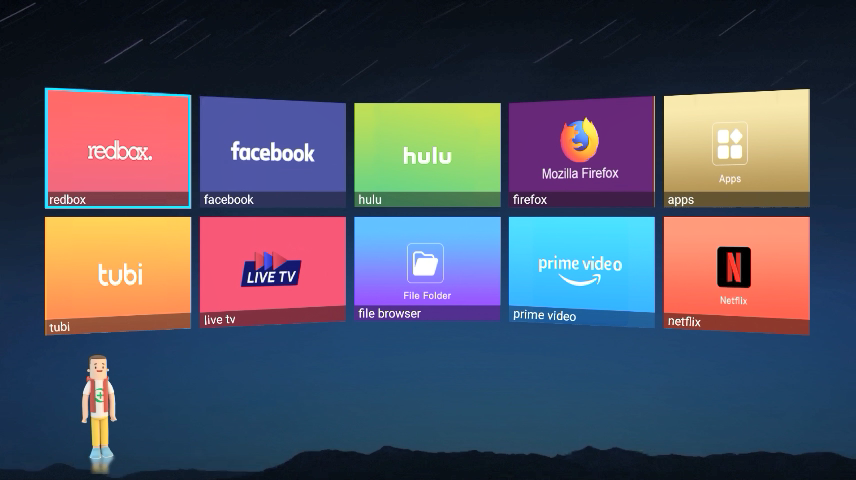 redbox.
redbox
facebook
facebook
hulu
hulu
Mozilla Firefox
firefox
Apps
apps
tubi
tubi
LIVE TV
live tv
File Folder
file browser
prime video
prime video
N
Netflix
netflix